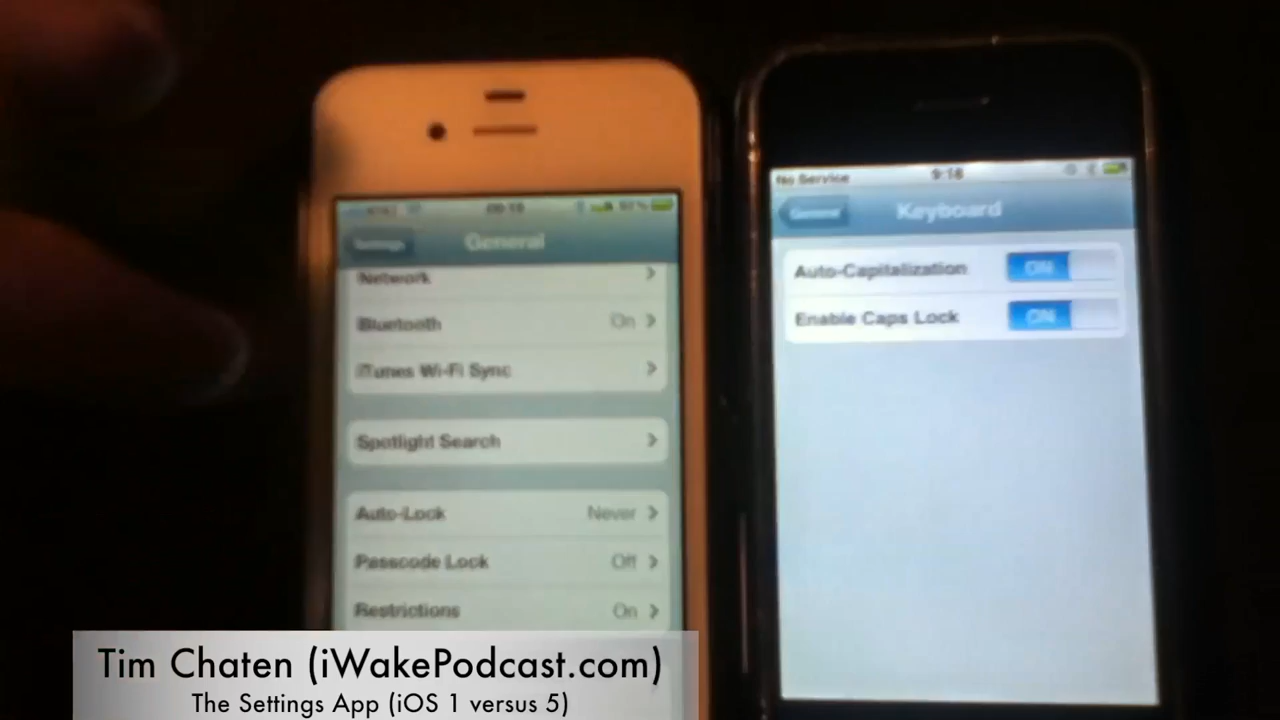 Settings
General
Network
Bluetooth On
iTunes Wi-Fi Sync
Spotlight Search
Auto-Lock Never
Passcode Lock Off
Restrictions On
No Service 9:18
General
Keyboard
Auto-Capitalization ON
Enable Caps Lock ON
Tim Chaten (iWakePodcast.com)
The Settings App (iOS 1 versus 5)